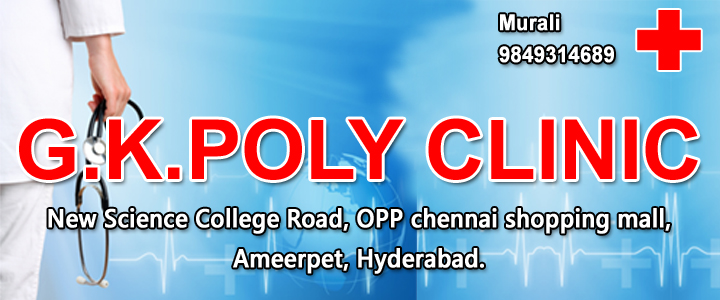 Murali
9849314689
G.K.POLY CLINIC
New Science College Road, OPP chennai shopping mall,
Ameerpet, Hyderabad.